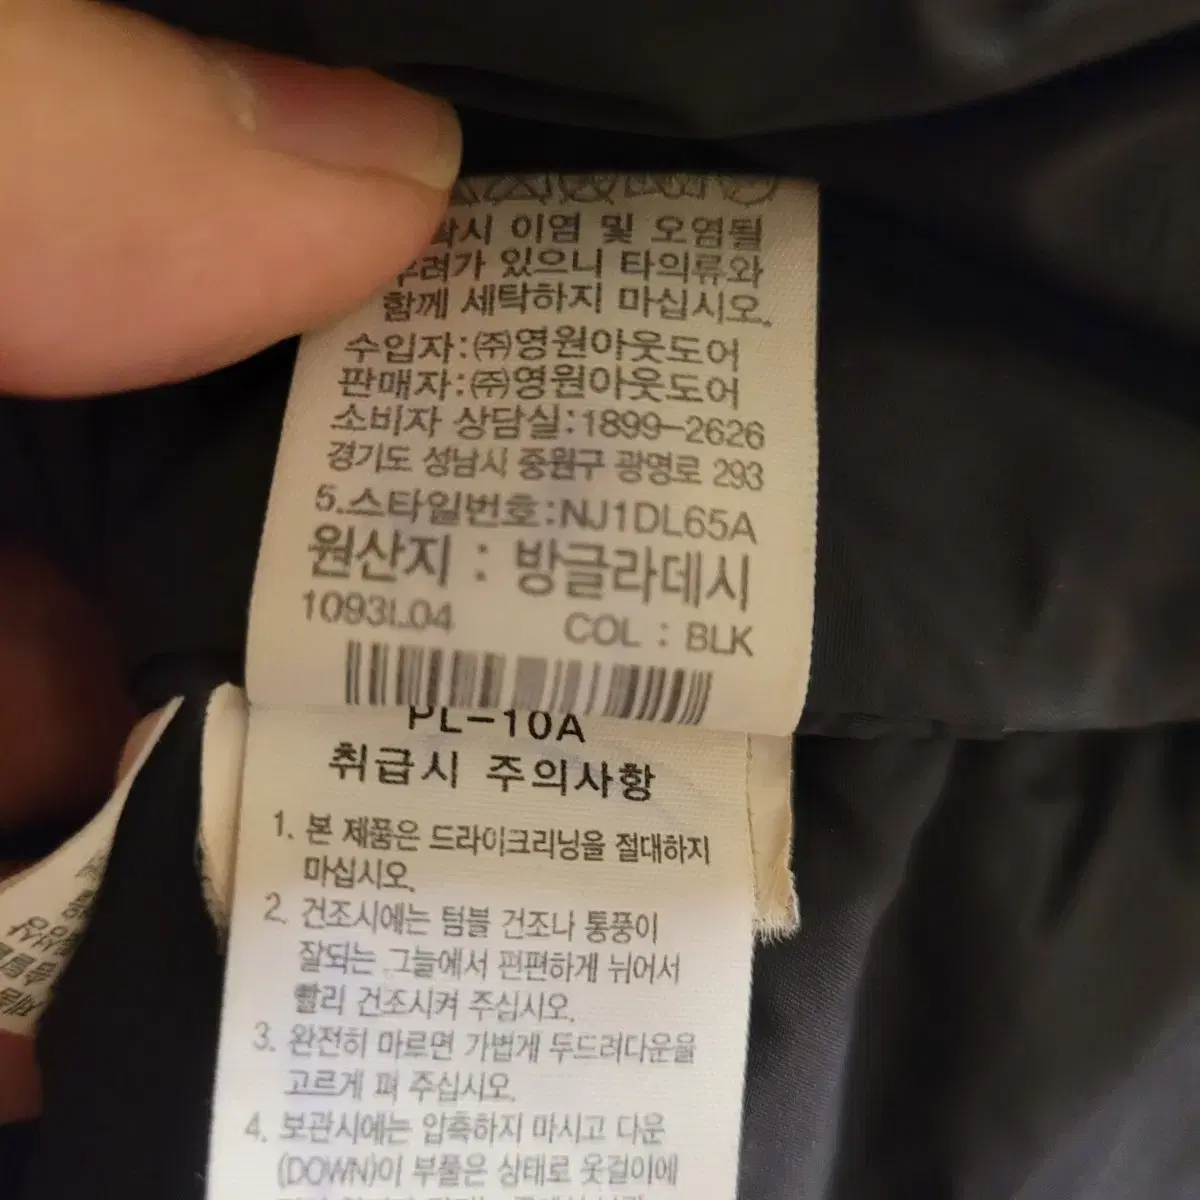 이염 및 오염될
우려가 있으니 타의류와
함께 세탁하지 마십시오.
수입자:㈜영원아웃도어
판매자:㈜영원아웃도어
소비자 상담실:1899-2626
경기도 성남시 중원구 광명로 293
5.스타일번호:NJ1DL65A
원산지 : 방글라데시
1093L04 COL : BLK
PL-10A
취급시 주의사항
1. 본 제품은 드라이크리닝을 절대하지
마십시오.
2. 건조시에는 텀블 건조나 통풍이
잘되는 그늘에서 펀편하게 뉘어서
빨리 건조시켜 주십시오.
3. 완전히 마르면 가볍게 두드려다운을
고르게 펴 주십시오.
4. 보관시에는 압축하지 마시고 다운
(DOWN)이 부풀은 상태로 옷걸이에